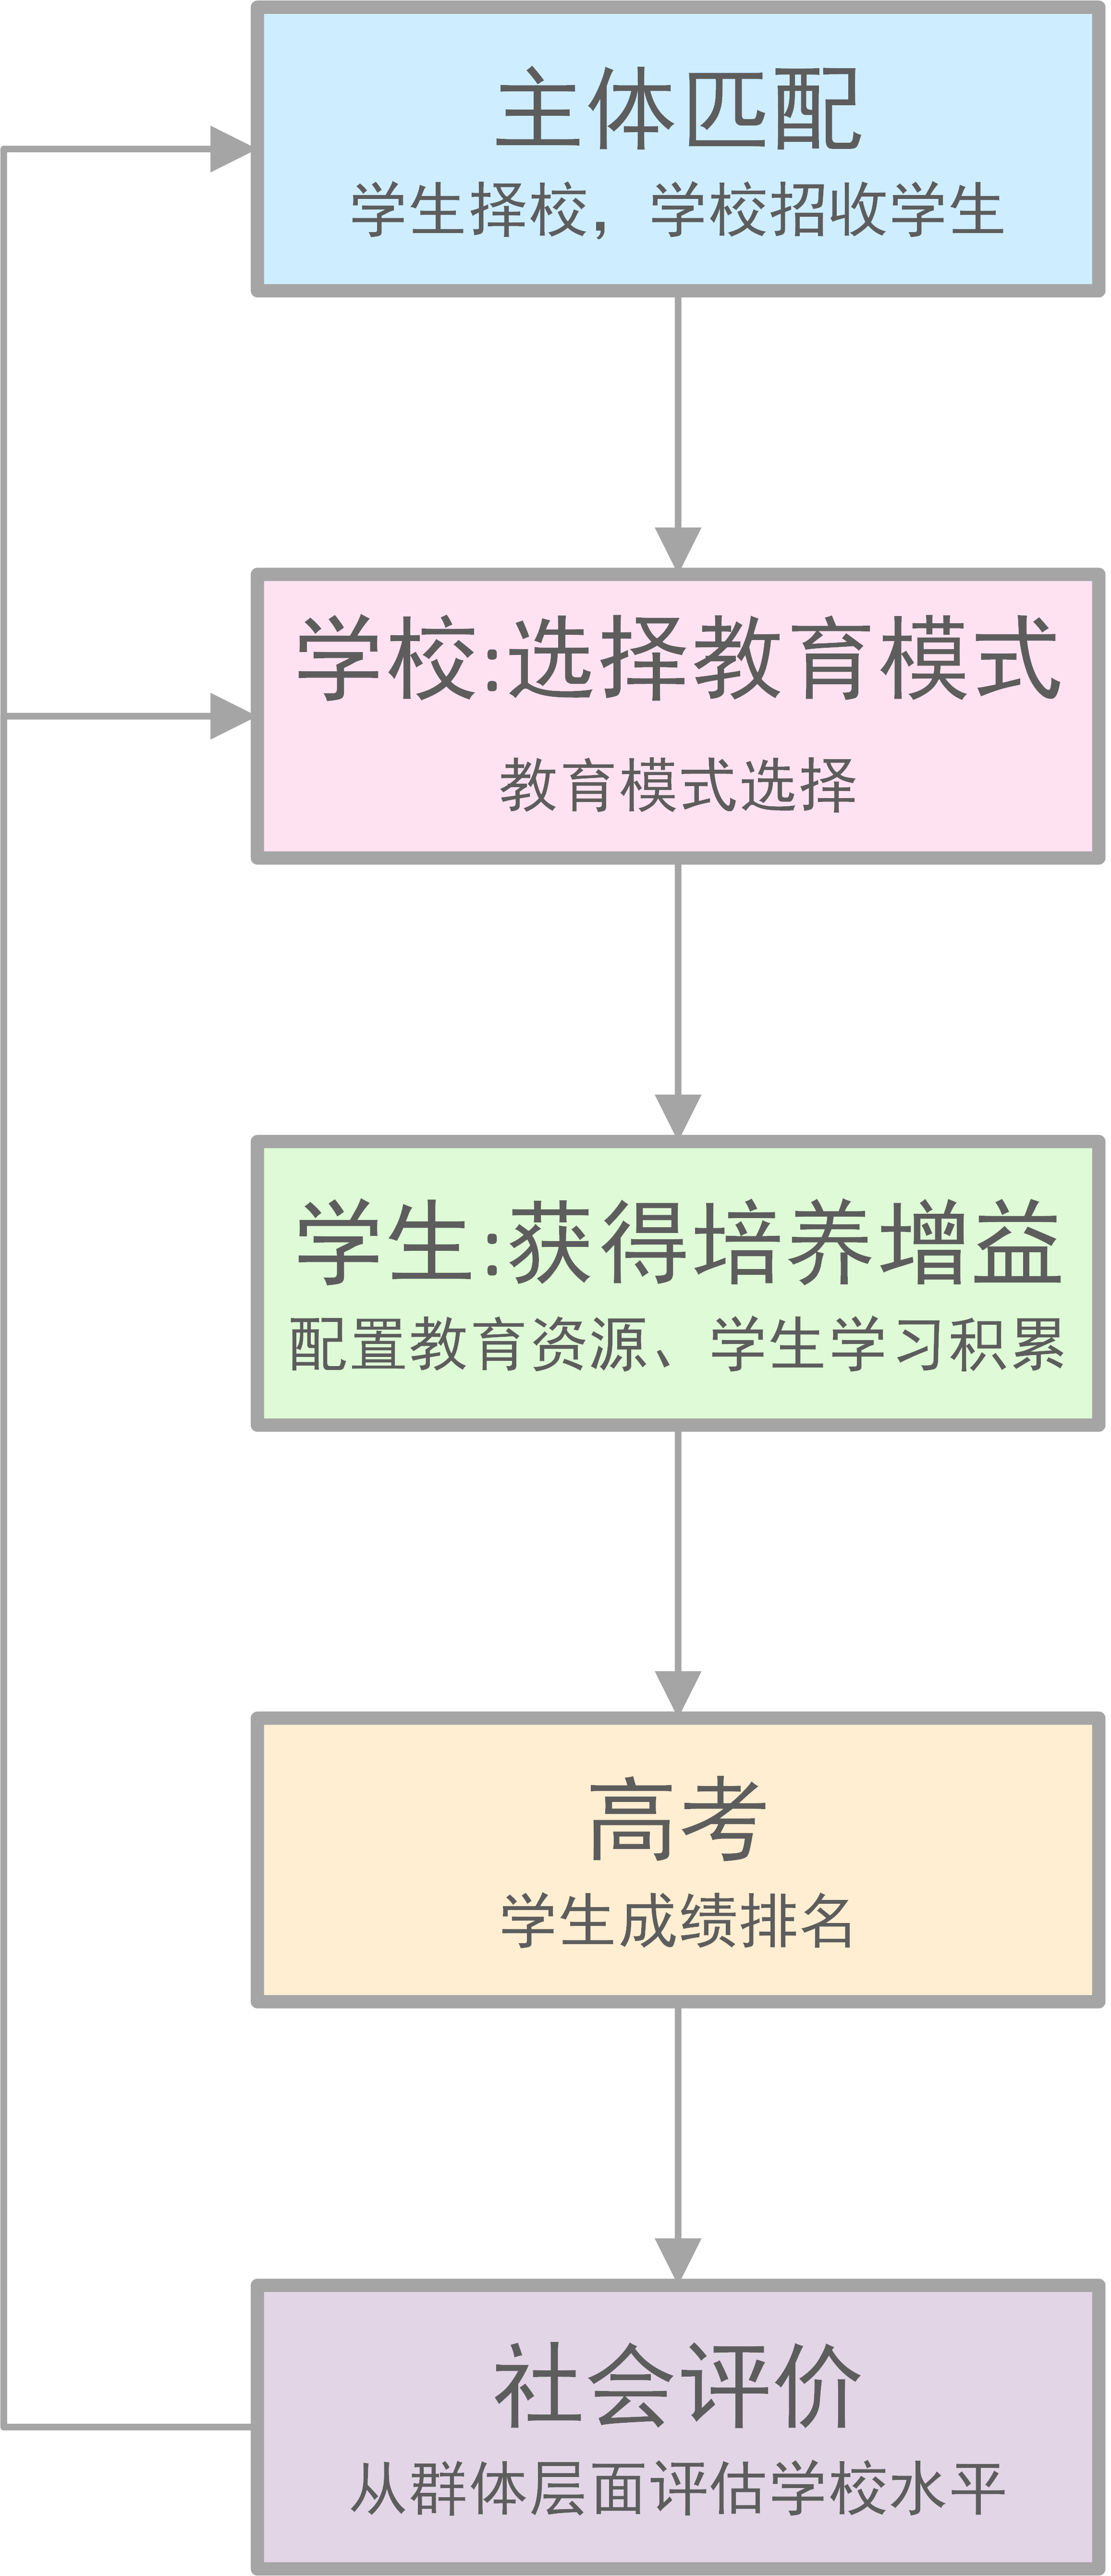 主体匹配
学生择校，学校招收学生
学校:选择教育模式
教育模式选择
学生:获得培养增益
配置教育资源、学生学习积累
高考
学生成绩排名
社会评价
从群体层面评估学校水平